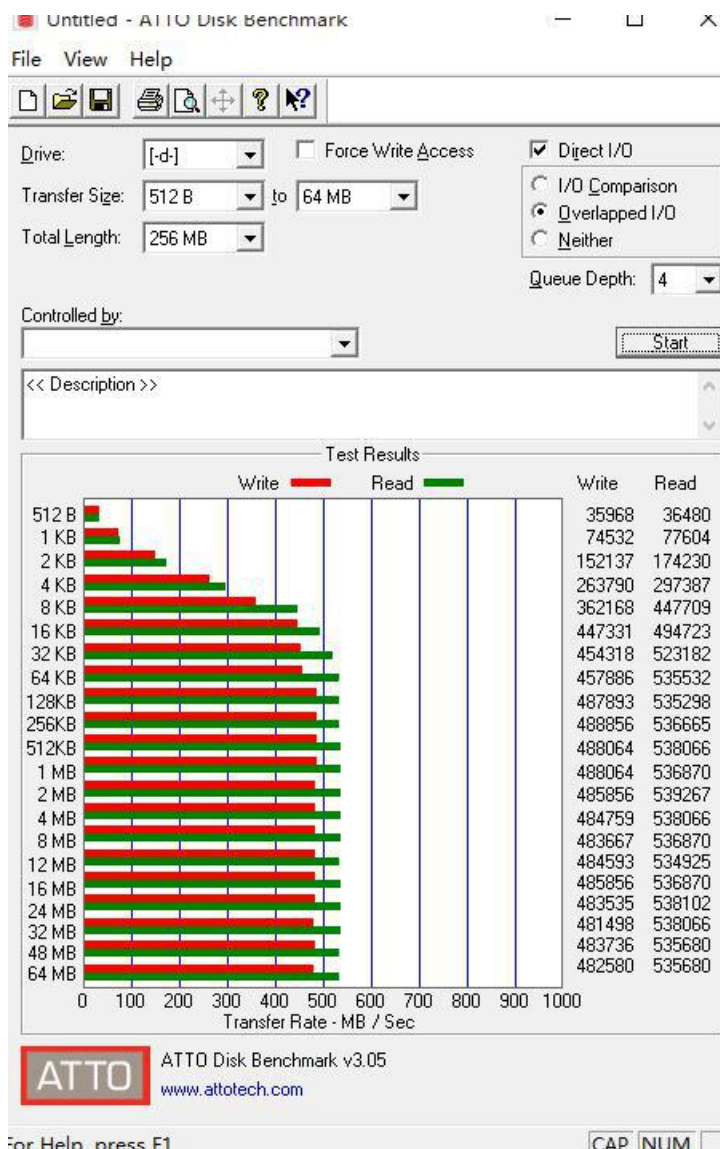 Untitled - ATTO Disk Benchmark
File View Help
Drive: [-d-] Force Write Access Direct I/O
Transfer Size: 512 B to 64 MB I/O Comparison
Overlapped I/O
Total Length: 256 MB Neither
Queue Depth: 4
Controlled by:
Start
<< Description >>
Test Results
Write Read Write Read
512 B 35968 36480
1 KB 74532 77604
2 KB 152137 174230
4 KB 263790 297387
8 KB 362168 447709
16 KB 447331 494723
32 KB 454318 523182
64 KB 457886 535532
128KB 487893 535298
256KB 488856 536665
512KB 488064 538066
1 MB 488064 536870
2 MB 485856 539267
4 MB 484759 538066
8 MB 483667 536870
12 MB 484593 534925
16 MB 485856 536870
24 MB 483535 538102
32 MB 481498 538066
48 MB 483736 535680
64 MB 482580 535680
0 100 200 300 400 500 600 700 800 900 1000
Transfer Rate - MB / Sec
ATTO ATTO Disk Benchmark v3.05
www.attotech.com
For Help, press F1 CAP NUM